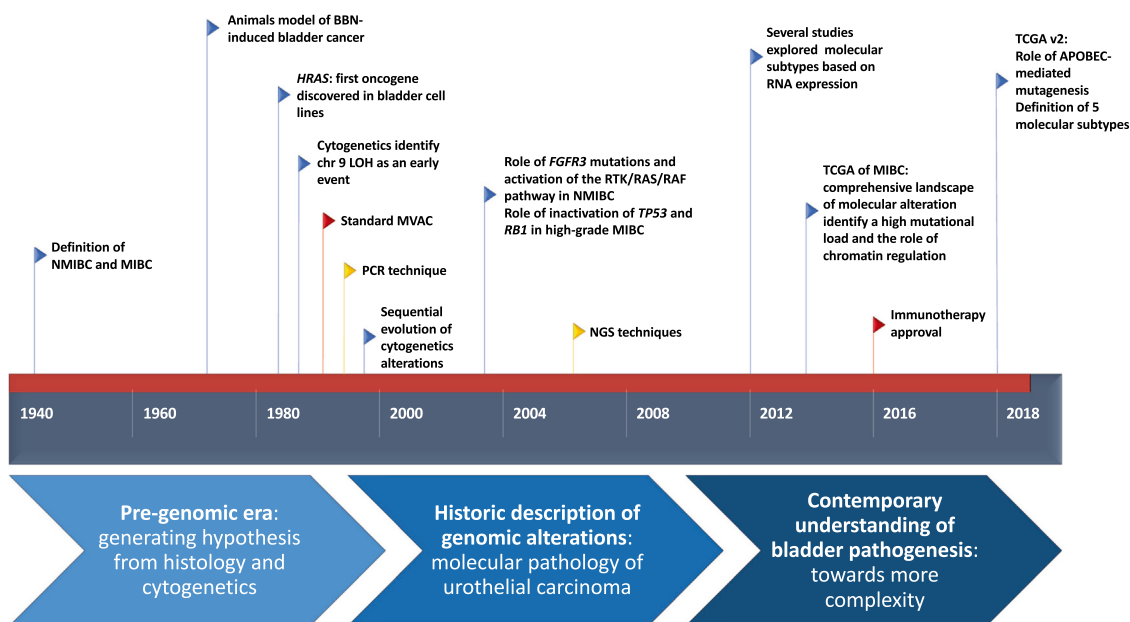 Animals model of BBN-
induced bladder cancer
HRAS: first oncogene
discovered in bladder cell
lines
Cytogenetics identify
chr 9 LOH as an early
event
Standard MVAC
Definition of
NMIBC and MIBC
PCR technique
Sequential
evolution of
cytogenetics
alterations
Role of FGFR3 mutations and
activation of the RTK/RAS/RAF
pathway in NMIBC
Role of inactivation of TP53 and
RB1 in high-grade MIBC
NGS techniques
Several studies
explored molecular
subtypes based on
RNA expression
TCGA of MIBC:
comprehensive landscape
of molecular alteration
identify a high mutational
load and the role of
chromatin regulation
Immunotherapy
approval
TCGA v2:
Role of APOBEC-
mediated
mutagenesis
Definition of 5
molecular subtypes
1940 1960 1980 2000 2004 2008 2012 2016 2018
Pre-genomic era:
generating hypothesis
from histology and
cytogenetics
Historic description of
genomic alterations:
molecular pathology of
urothelial carcinoma
Contemporary
understanding of
bladder pathogenesis:
towards more
complexity